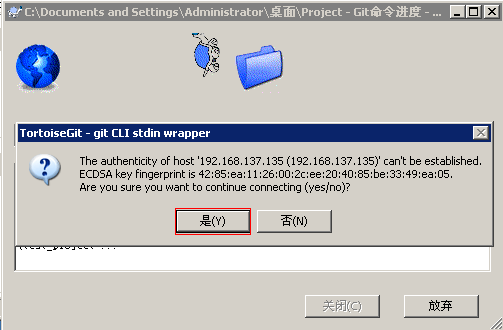 C:\Documents and Settings\Administrator\桌面\Project - Git命令进度 - ...
TortoiseGit - git CLI stdin wrapper
The authenticity of host '192.168.137.135 (192.168.137.135)' can't be established.
ECDSA key fingerprint is 42:85:ea:11:26:00:2c:ee:20:40:85:be:33:49:ea:05.
Are you sure you want to continue connecting (yes/no)?
是(Y)
否(N)
关闭(C)
放弃